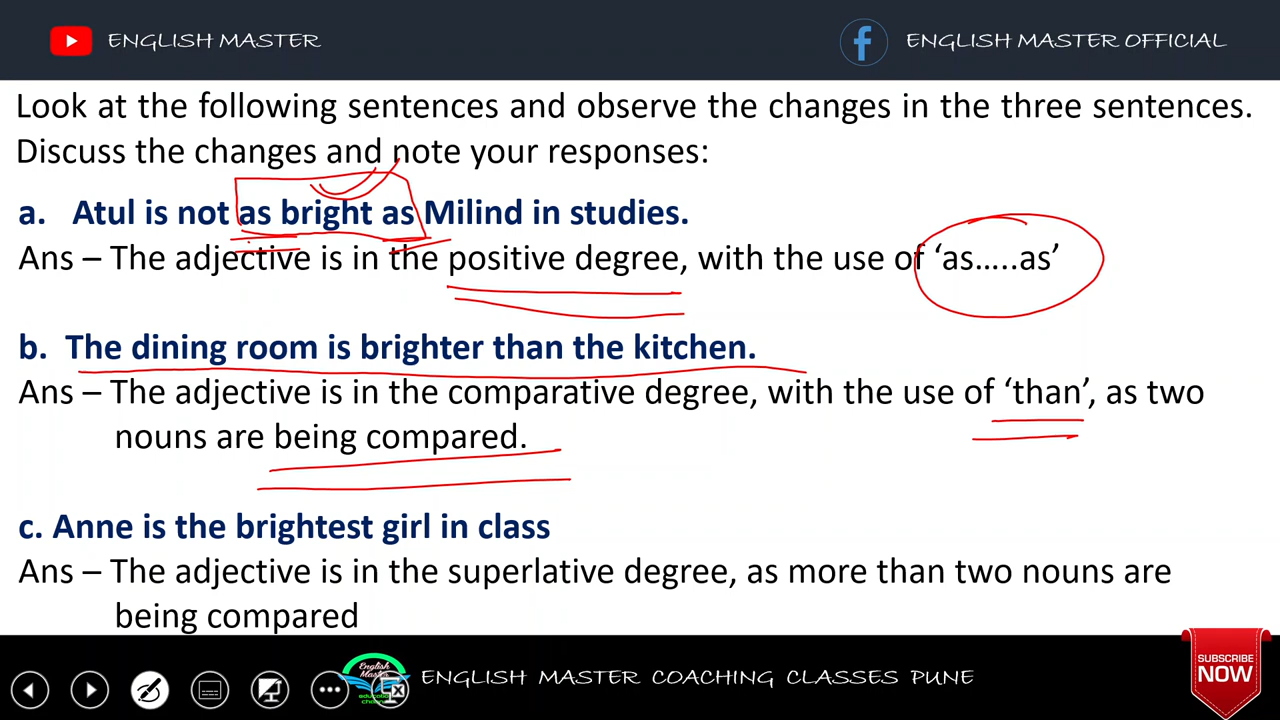 ENGLISH MASTER
ENGLISH MASTER OFFICIAL
Look at the following sentences and observe the changes in the three sentences.
Discuss the changes and note your responses:
a. Atul is not as bright as Milind in studies.
Ans – The adjective is in the positive degree, with the use of ‘as.....as’
b. The dining room is brighter than the kitchen.
Ans – The adjective is in the comparative degree, with the use of ‘than’, as two
nouns are being compared.
c. Anne is the brightest girl in class
Ans – The adjective is in the superlative degree, as more than two nouns are
being compared
English
Master
ENGLISH MASTER COACHING CLASSES PUNE
SUBSCRIBE
NOW